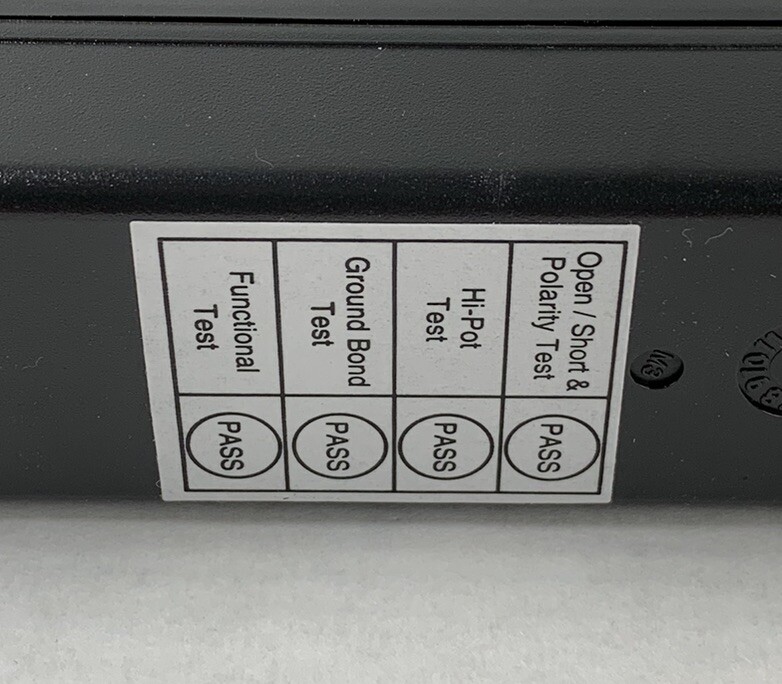 Open / Short &
Polarity Test
PASS
Hi-Pot
Test
PASS
Ground Bond
Test
PASS
Functional
Test
PASS